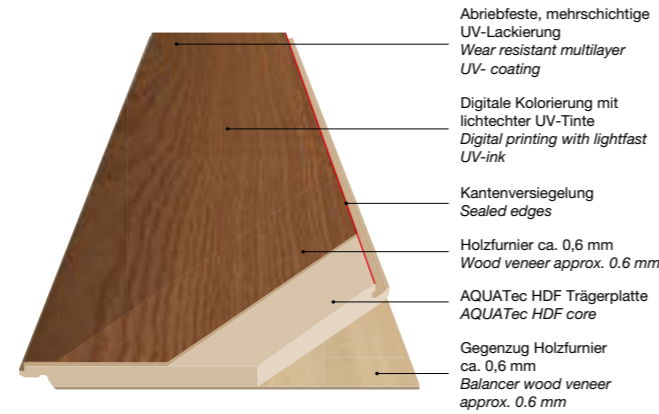 Abriebfeste, mehrschichtige
UV-Lackierung
Wear resistant multilayer
UV- coating
Digitale Kolorierung mit
lichtechter UV-Tinte
Digital printing with lightfast
UV-ink
Kantenversiegelung
Sealed edges
Holzfurnier ca. 0,6 mm
Wood veneer approx. 0.6 mm
AQUATec HDF Trägerplatte
AQUATec HDF core
Gegenzug Holzfurnier
ca. 0,6 mm
Balancer wood veneer
approx. 0.6 mm